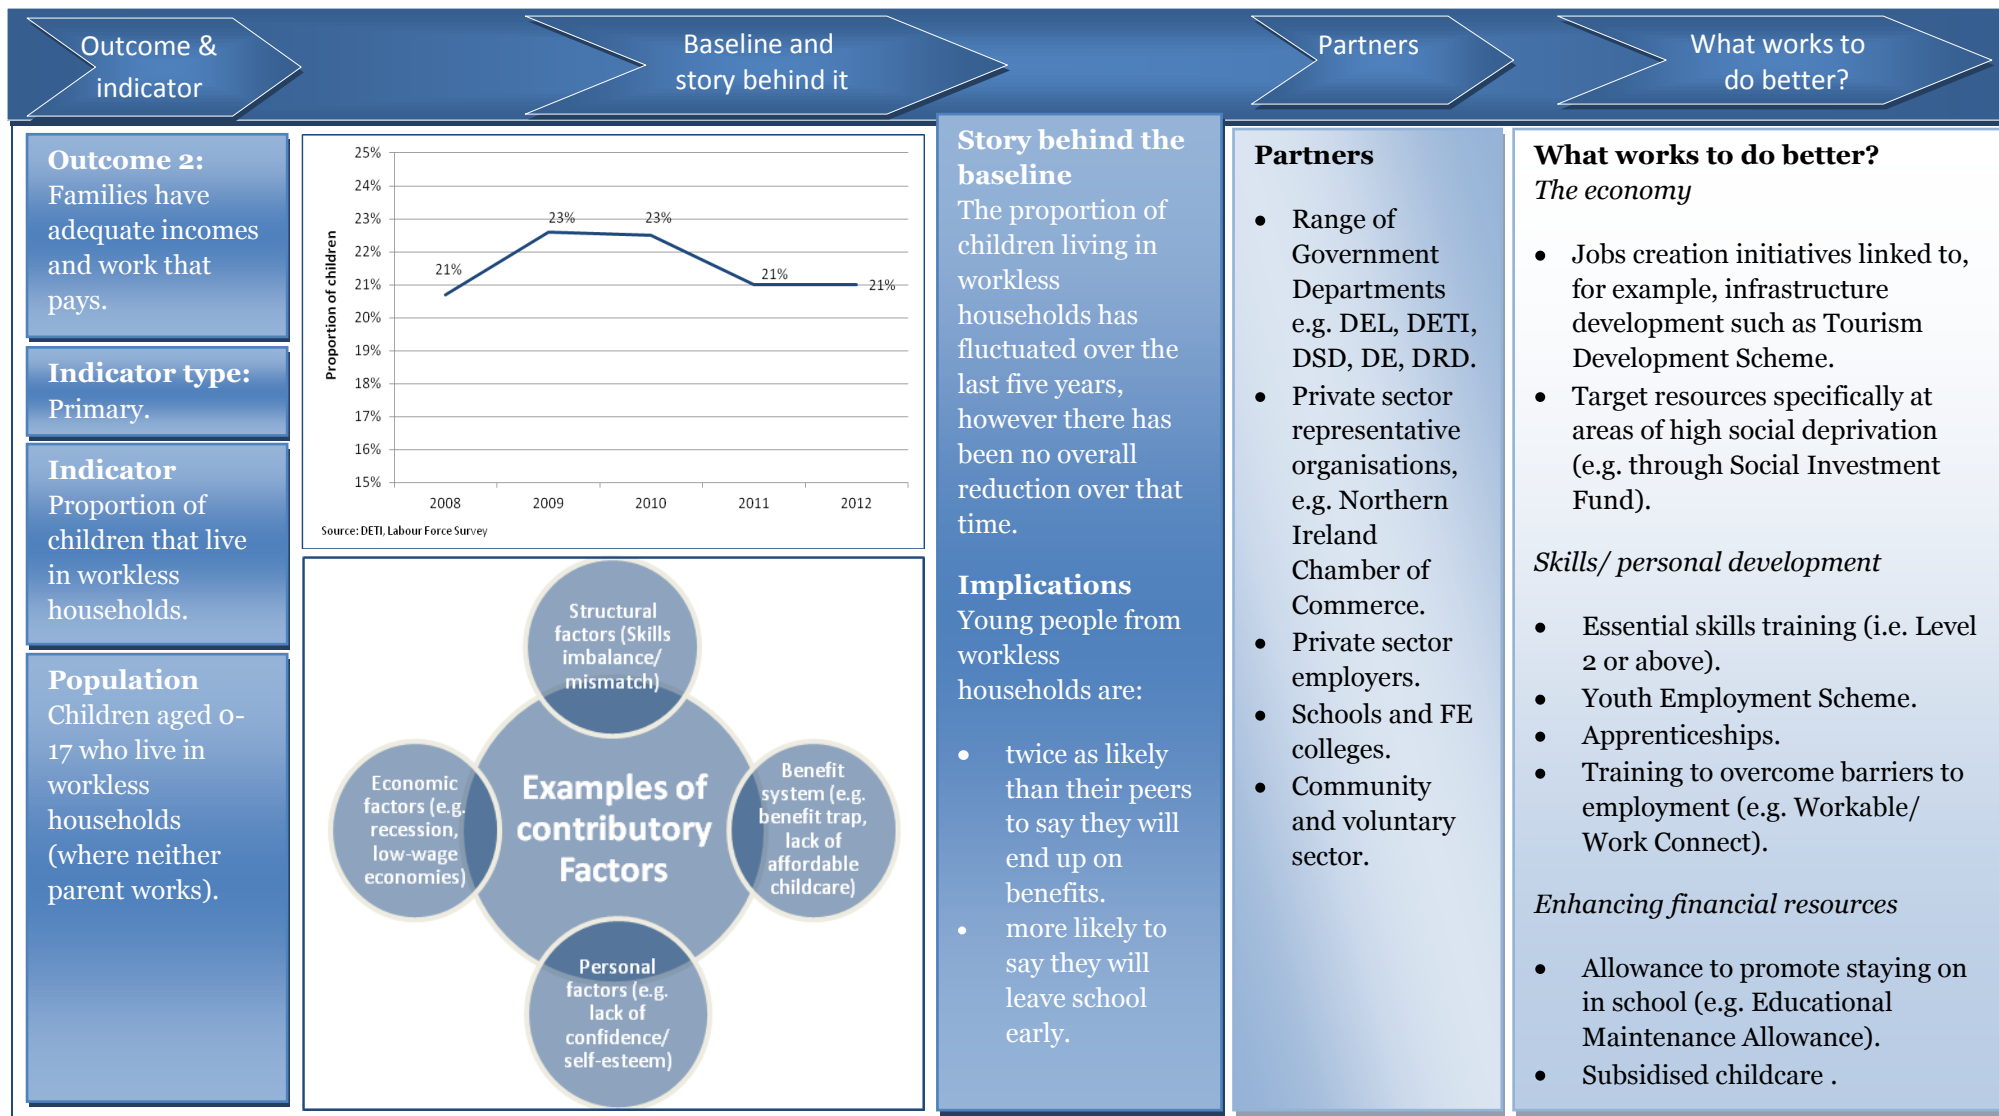 Outcome &
indicator
Baseline and
story behind it
Partners
What works to
do better?
Outcome 2:
Families have
adequate incomes
and work that
pays.
Indicator type:
Primary.
Indicator
Proportion of
children that live
in workless
households.
Population
Children aged 0-
17 who live in
workless
households
(where neither
parent works).
Proportion of children
25%
24%
23%
22%
21%
20%
19%
18%
17%
16%
15%
21%
23%
23%
21%
21%
2008
2009
2010
2011
2012
Source: DETI, Labour Force Survey
Structural
factors (Skills
imbalance/
mismatch)
Economic
factors (e.g.
recession,
low-wage
economies)
Examples of
contributory
Factors
Benefit
system (e.g.
benefit trap,
lack of
affordable
childcare)
Personal
factors (e.g.
lack of
confidence/
self-esteem)
Story behind the
baseline
The proportion of
children living in
workless
households has
fluctuated over the
last five years,
however there has
been no overall
reduction over that
time.
Implications
Young people from
workless
households are:
• twice as likely
than their peers
to say they will
end up on
benefits.
• more likely to
say they will
leave school
early.
Partners
• Range of
Government
Departments
e.g. DEL, DETI,
DSD, DE, DRD.
• Private sector
representative
organisations,
e.g. Northern
Ireland
Chamber of
Commerce.
• Private sector
employers.
• Schools and FE
colleges.
• Community
and voluntary
sector.
What works to do better?
The economy
• Jobs creation initiatives linked to,
for example, infrastructure
development such as Tourism
Development Scheme.
• Target resources specifically at
areas of high social deprivation
(e.g. through Social Investment
Fund).
Skills/ personal development
• Essential skills training (i.e. Level
2 or above).
• Youth Employment Scheme.
• Apprenticeships.
• Training to overcome barriers to
employment (e.g. Workable/
Work Connect).
Enhancing financial resources
• Allowance to promote staying on
in school (e.g. Educational
Maintenance Allowance).
• Subsidised childcare .